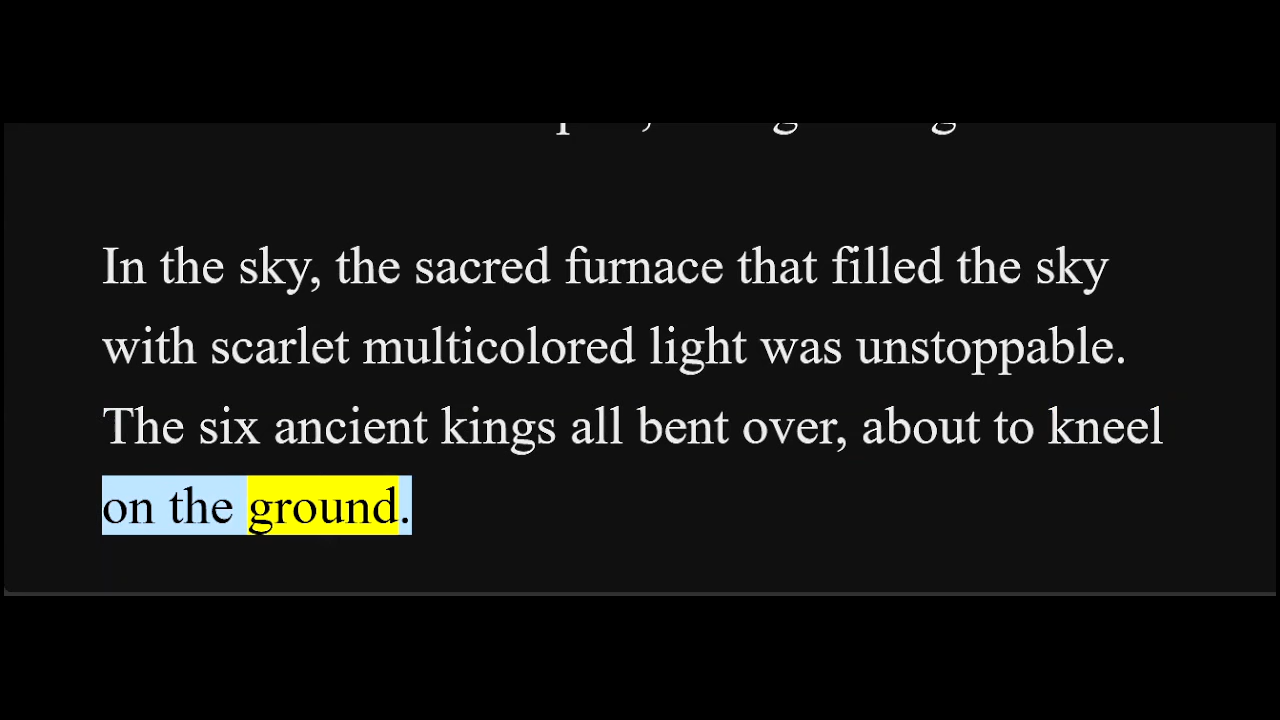 In the sky, the sacred furnace that filled the sky
with scarlet multicolored light was unstoppable.
The six ancient kings all bent over, about to kneel
on the ground.